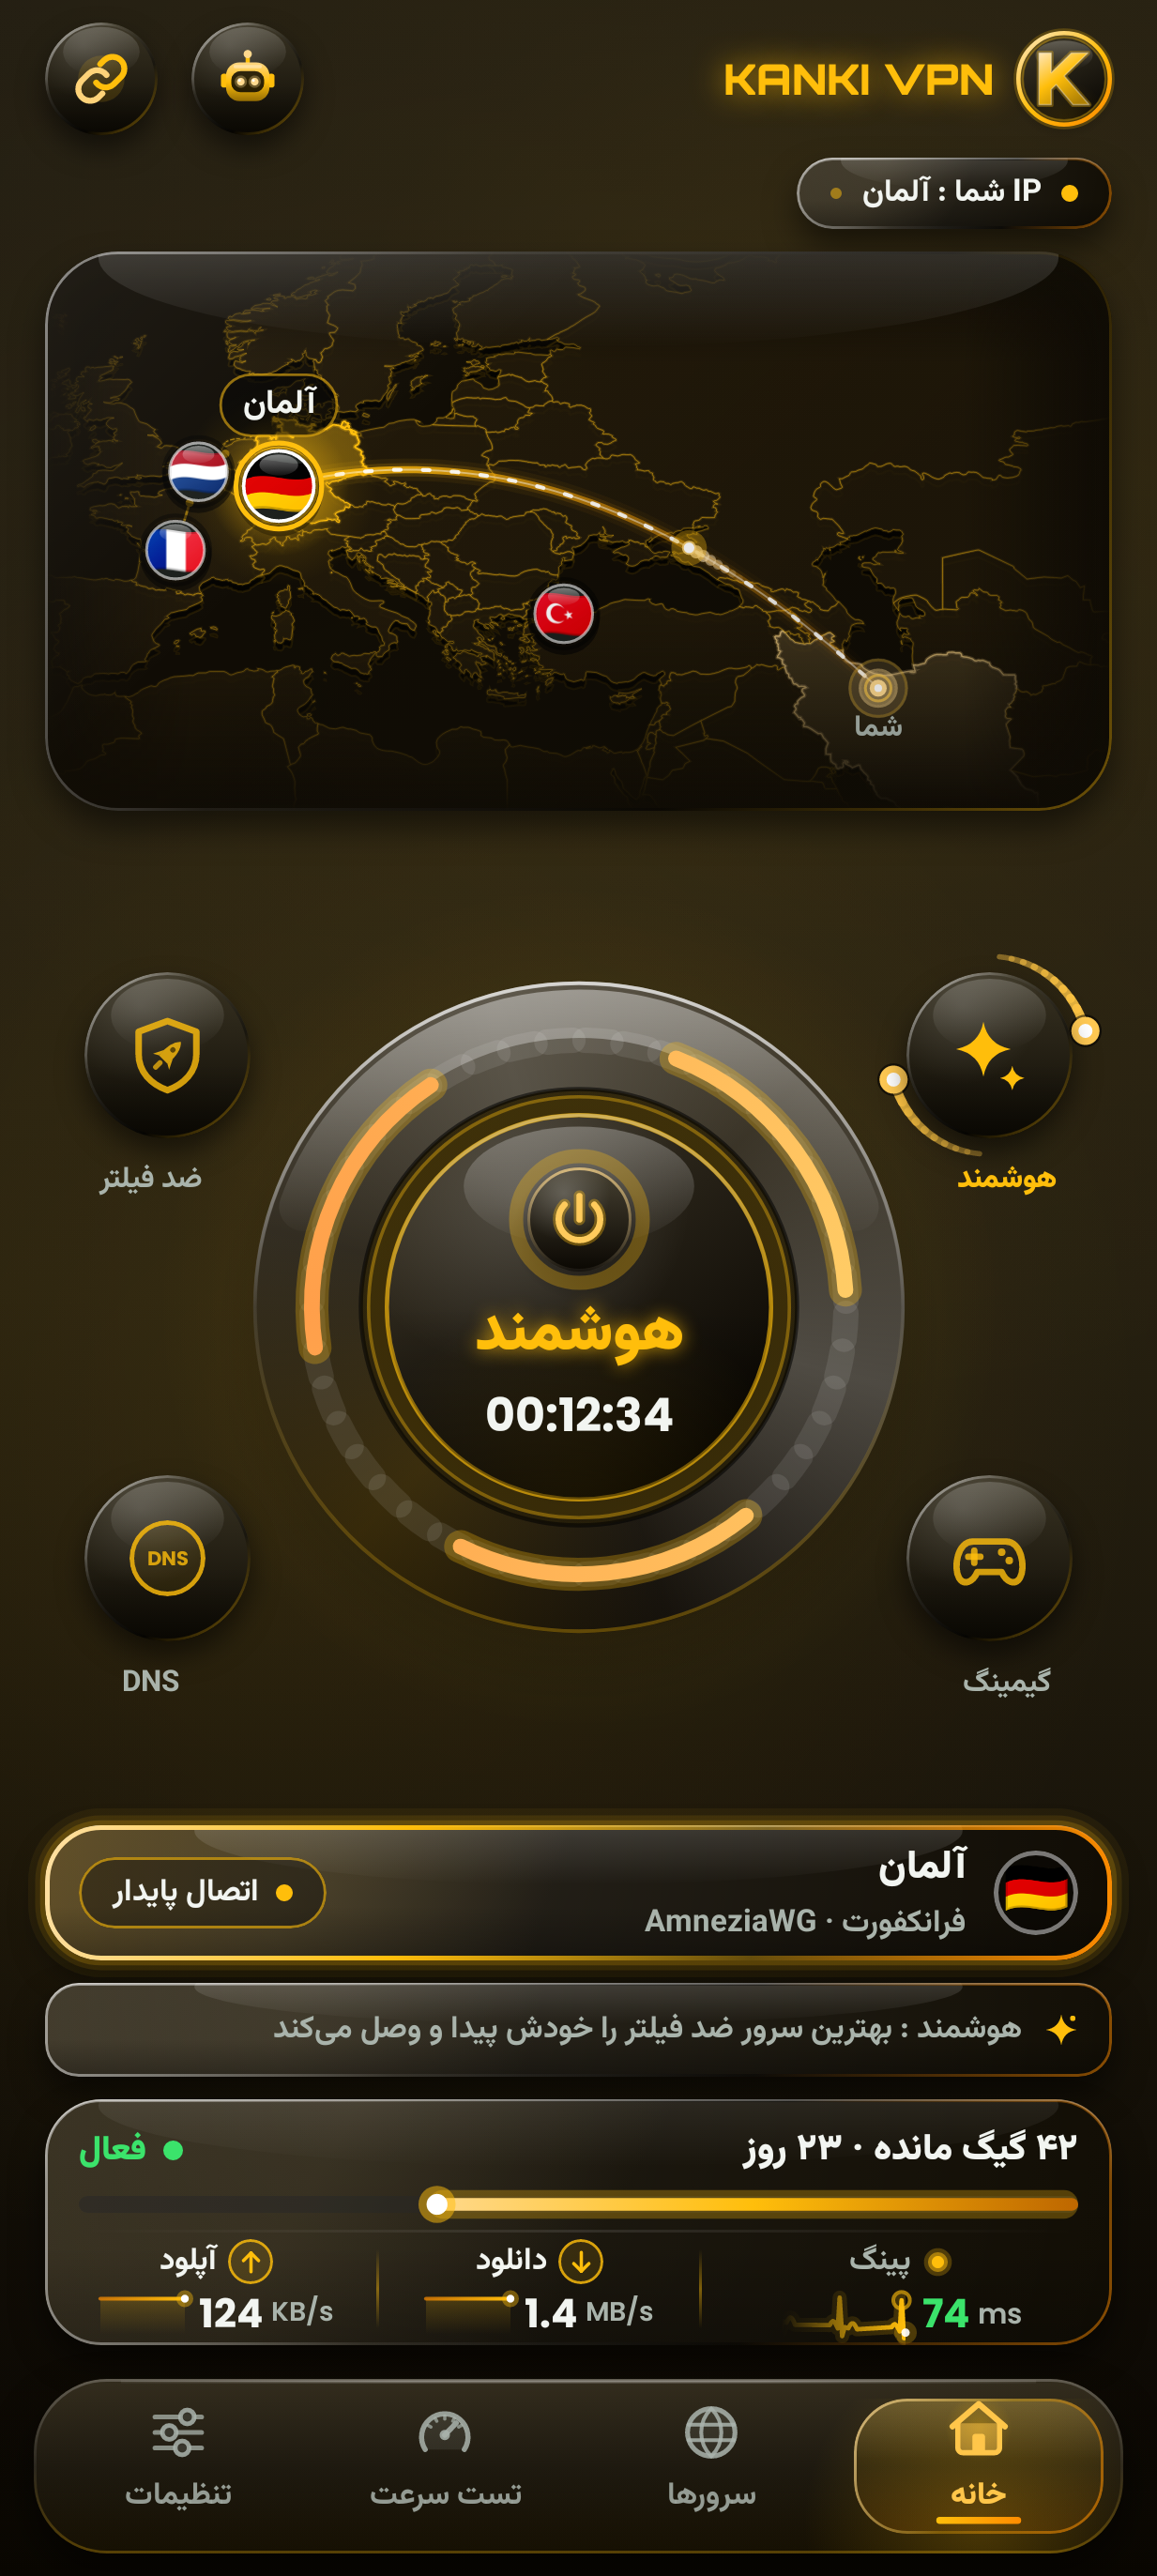 KANKI VPN
K
IP شما : آلمان
آلمان
شما
هوشمند
ضد فیلتر
هوشمند
00:12:34
گیمینگ
DNS
DNS
آلمان
فرانکفورت · AmneziaWG
اتصال پایدار
هوشمند : بهترین سرور ضد فیلتر را خودش پیدا و وصل می‌کند
۴۲ گیگ مانده · ۲۳ روز
فعال
پینگ
74 ms
دانلود
1.4 MB/s
آپلود
124 KB/s
خانه
سرورها
تست سرعت
تنظیمات